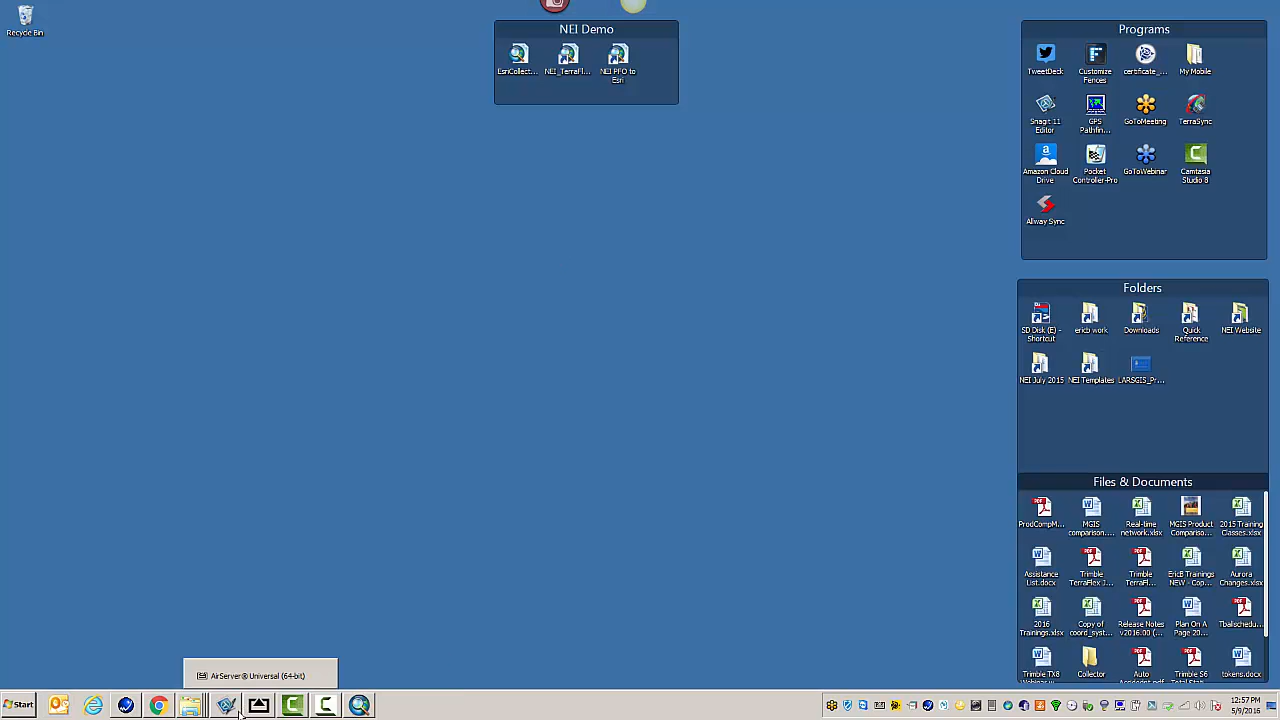 Recycle Bin
NEI Demo
EsriCollect...
NEI_TerraFl...
NEI PFO to
Esri
Programs
TweetDeck
Customize
Fences
certificate_...
My Mobile
Snagit 11
Editor
GPS
Pathfin...
GoToMeeting
TerraSync
Amazon Cloud
Drive
Pocket
Controller-Pro
GoToWebinar
Camtasia
Studio 8
Allway Sync
Folders
SD Disk (E) -
Shortcut
ericb work
Downloads
Quick
Reference
NEI Website
NEI July 2015
NEI Templates
LARSGIS_Pr...
Files & Documents
ProdCompM...
MGIS
comparison....
Real-time
network.xlsx
MGIS Product
Compariso...
2015 Training
Classes.xlsx
Assistance
List.docx
Trimble
TerraFlex J...
Trimble
TerraFlex ...
EricB Trainings
NEW - Cop...
Aurora
Changes.xlsx
2016
Trainings.xlsx
Copy of
coord_syst...
Release Notes
v2016:00 (...
Plan On A
Page 20...
Tballschedu...
Trimble TX8
Collector
Auto
Trimble S6
tokens.docx
AirServer® Universal (64-bit)
Start
12:57 PM
5/9/2016